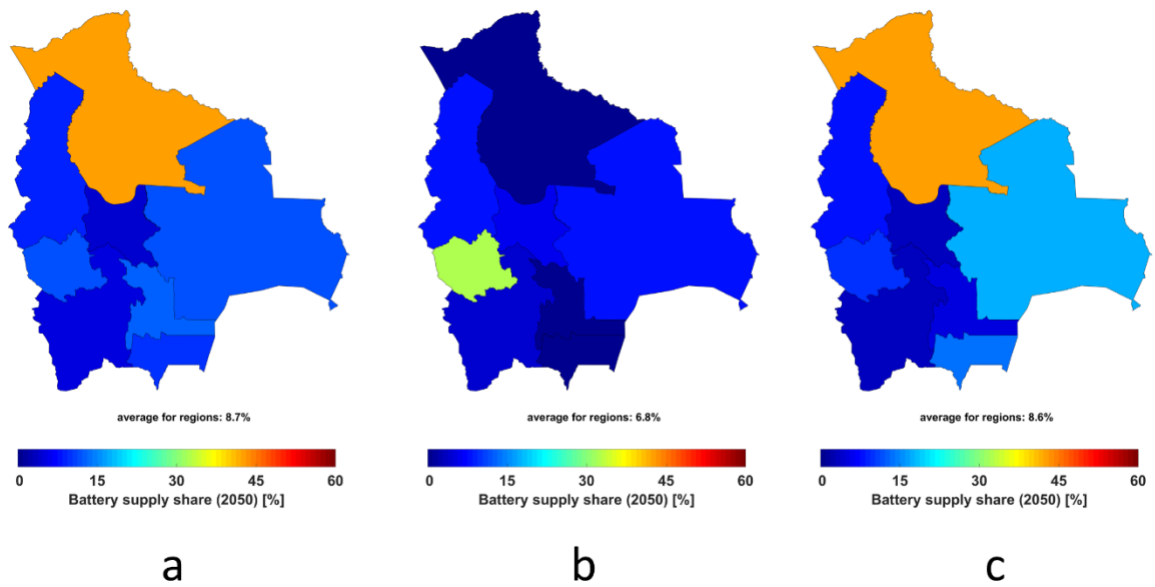 average for regions: 8.7%
average for regions: 6.8%
average for regions: 8.6%
0 15 30 45 60
0 15 30 45 60
0 15 30 45 60
Battery supply share (2050) [%]
Battery supply share (2050) [%]
Battery supply share (2050) [%]
a
b
c